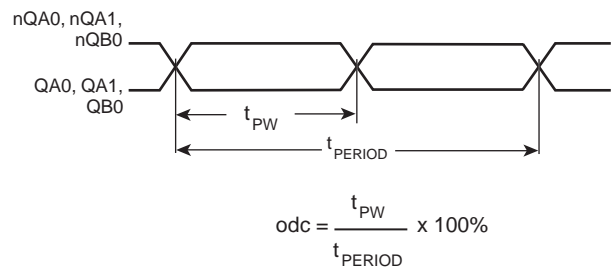 nQA0, nQA1,
nQB0
QA0, QA1,
QB0
tPW
tPERIOD
odc = tPW / tPERIOD x 100%